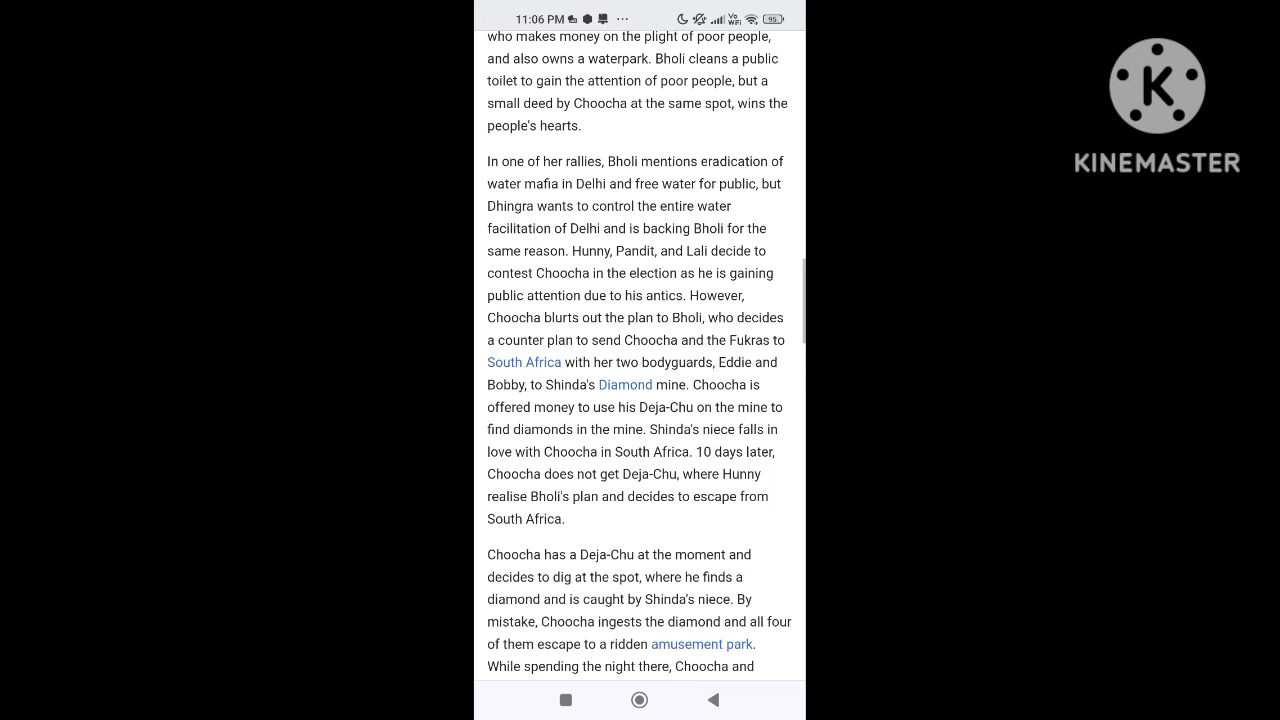 11:06 PM
Vo WiFi
95
who makes money on the plight of poor people,
and also owns a waterpark. Bholi cleans a public
toilet to gain the attention of poor people, but a
small deed by Choocha at the same spot, wins the
people's hearts.
In one of her rallies, Bholi mentions eradication of
water mafia in Delhi and free water for public, but
Dhingra wants to control the entire water
facilitation of Delhi and is backing Bholi for the
same reason. Hunny, Pandit, and Lali decide to
contest Choocha in the election as he is gaining
public attention due to his antics. However,
Choocha blurts out the plan to Bholi, who decides
a counter plan to send Choocha and the Fukras to
South Africa with her two bodyguards, Eddie and
Bobby, to Shinda's Diamond mine. Choocha is
offered money to use his Deja-Chu on the mine to
find diamonds in the mine. Shinda's niece falls in
love with Choocha in South Africa. 10 days later,
Choocha does not get Deja-Chu, where Hunny
realise Bholi's plan and decides to escape from
South Africa.
Choocha has a Deja-Chu at the moment and
decides to dig at the spot, where he finds a
diamond and is caught by Shinda's niece. By
mistake, Choocha ingests the diamond and all four
of them escape to a ridden amusement park.
While spending the night there, Choocha and
K
KINEMASTER